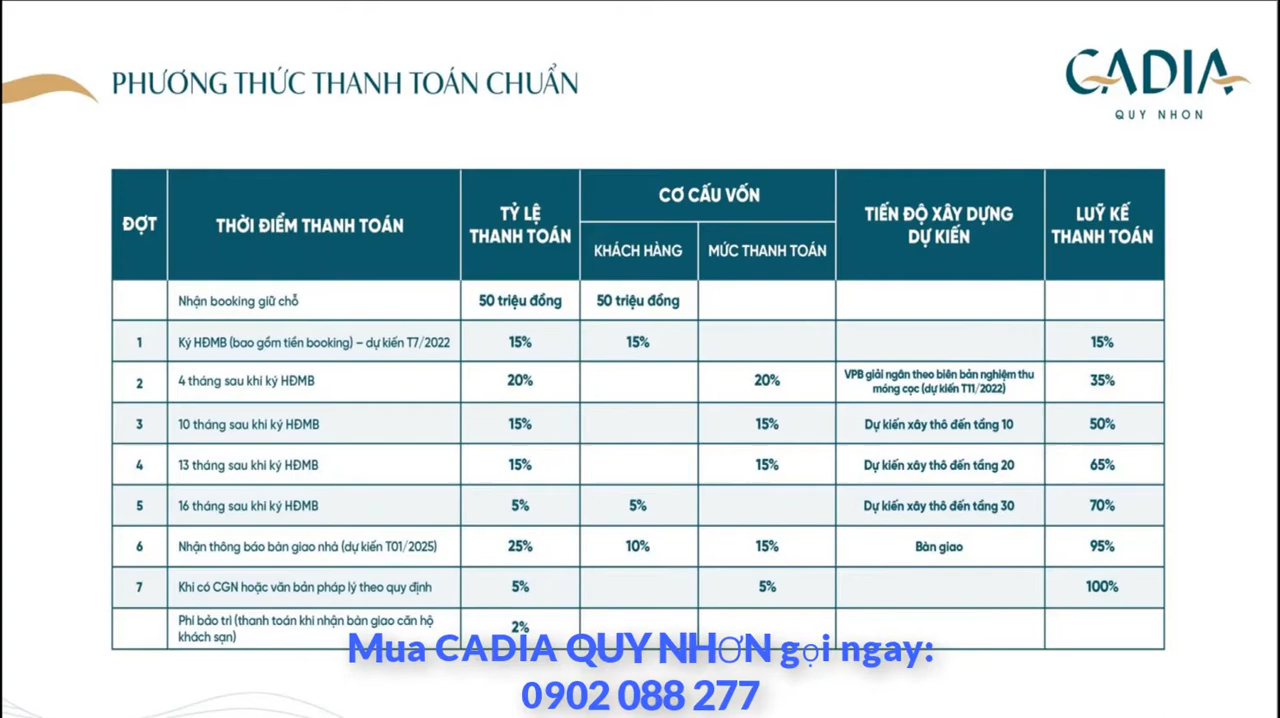 PHƯƠNG THỨC THANH TOÁN CHUẨN
CADIA
QUY NHON
ĐỢT
THỜI ĐIỂM THANH TOÁN
TỶ LỆ
THANH TOÁN
CƠ CẤU VỐN
KHÁCH HÀNG
MỨC THANH TOÁN
TIẾN ĐỘ XÂY DỰNG
DỰ KIẾN
LUỸ KẾ
THANH TOÁN
Nhận booking giữ chỗ 50 triệu đồng 50 triệu đồng
1 Ký HĐMB (bao gồm tiền booking) – dự kiến T7/2022 15% 15% 15%
2 4 tháng sau khi ký HĐMB 20% 20% VPB giải ngân theo biên bản nghiệm thu
móng cọc (dự kiến T11/2022) 35%
3 10 tháng sau khi ký HĐMB 15% 15% Dự kiến xây thô đến tầng 10 50%
4 13 tháng sau khi ký HĐMB 15% 15% Dự kiến xây thô đến tầng 20 65%
5 16 tháng sau khi ký HĐMB 5% 5% Dự kiến xây thô đến tầng 30 70%
6 Nhận thông báo bàn giao nhà (dự kiến T01/2025) 25% 10% 15% Bàn giao 95%
7 Khi có CGN hoặc văn bản pháp lý theo quy định 5% 5% 100%
Phí bảo trì (thanh toán khi nhận bàn giao căn hộ
khách sạn) 2%
Mua CADIA QUY NHƠN gọi ngay:
0902 088 277